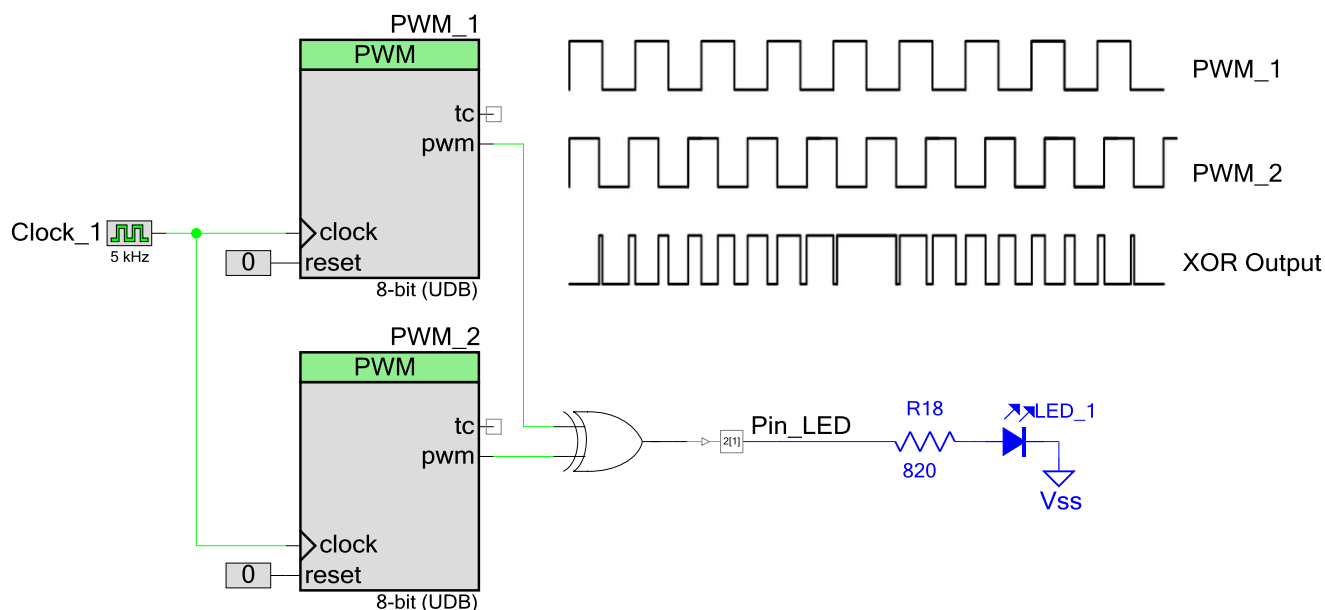 PWM_1
PWM
tc
pwm
clock
0
reset
8-bit (UDB)
Clock_1
5 kHz
PWM_2
PWM
tc
pwm
clock
0
reset
8-bit (UDB)
PWM_1
PWM_2
XOR Output
2[1]
Pin_LED
R18
820
LED_1
Vss